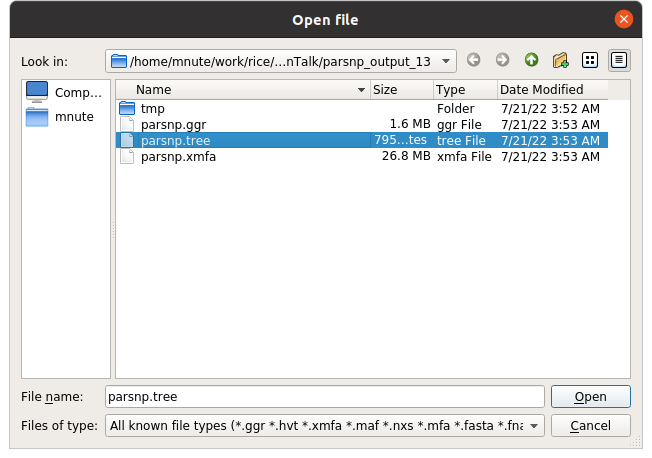 Open file
Look in: /home/mnute/work/rice/...nTalk/parsnp_output_13
Comp...
mnute
Name Size Type Date Modified
tmp Folder 7/21/22 3:52 AM
parsnp.ggr 1.6 MB ggr File 7/21/22 3:53 AM
parsnp.tree 795...tes tree File 7/21/22 3:53 AM
parsnp.xmfa 26.8 MB xmfa File 7/21/22 3:53 AM
File name: parsnp.tree Open
Files of type: All known file types (*.ggr *.hvt *.xmfa *.maf *.nxs *.mfa *.fasta *.fna Cancel